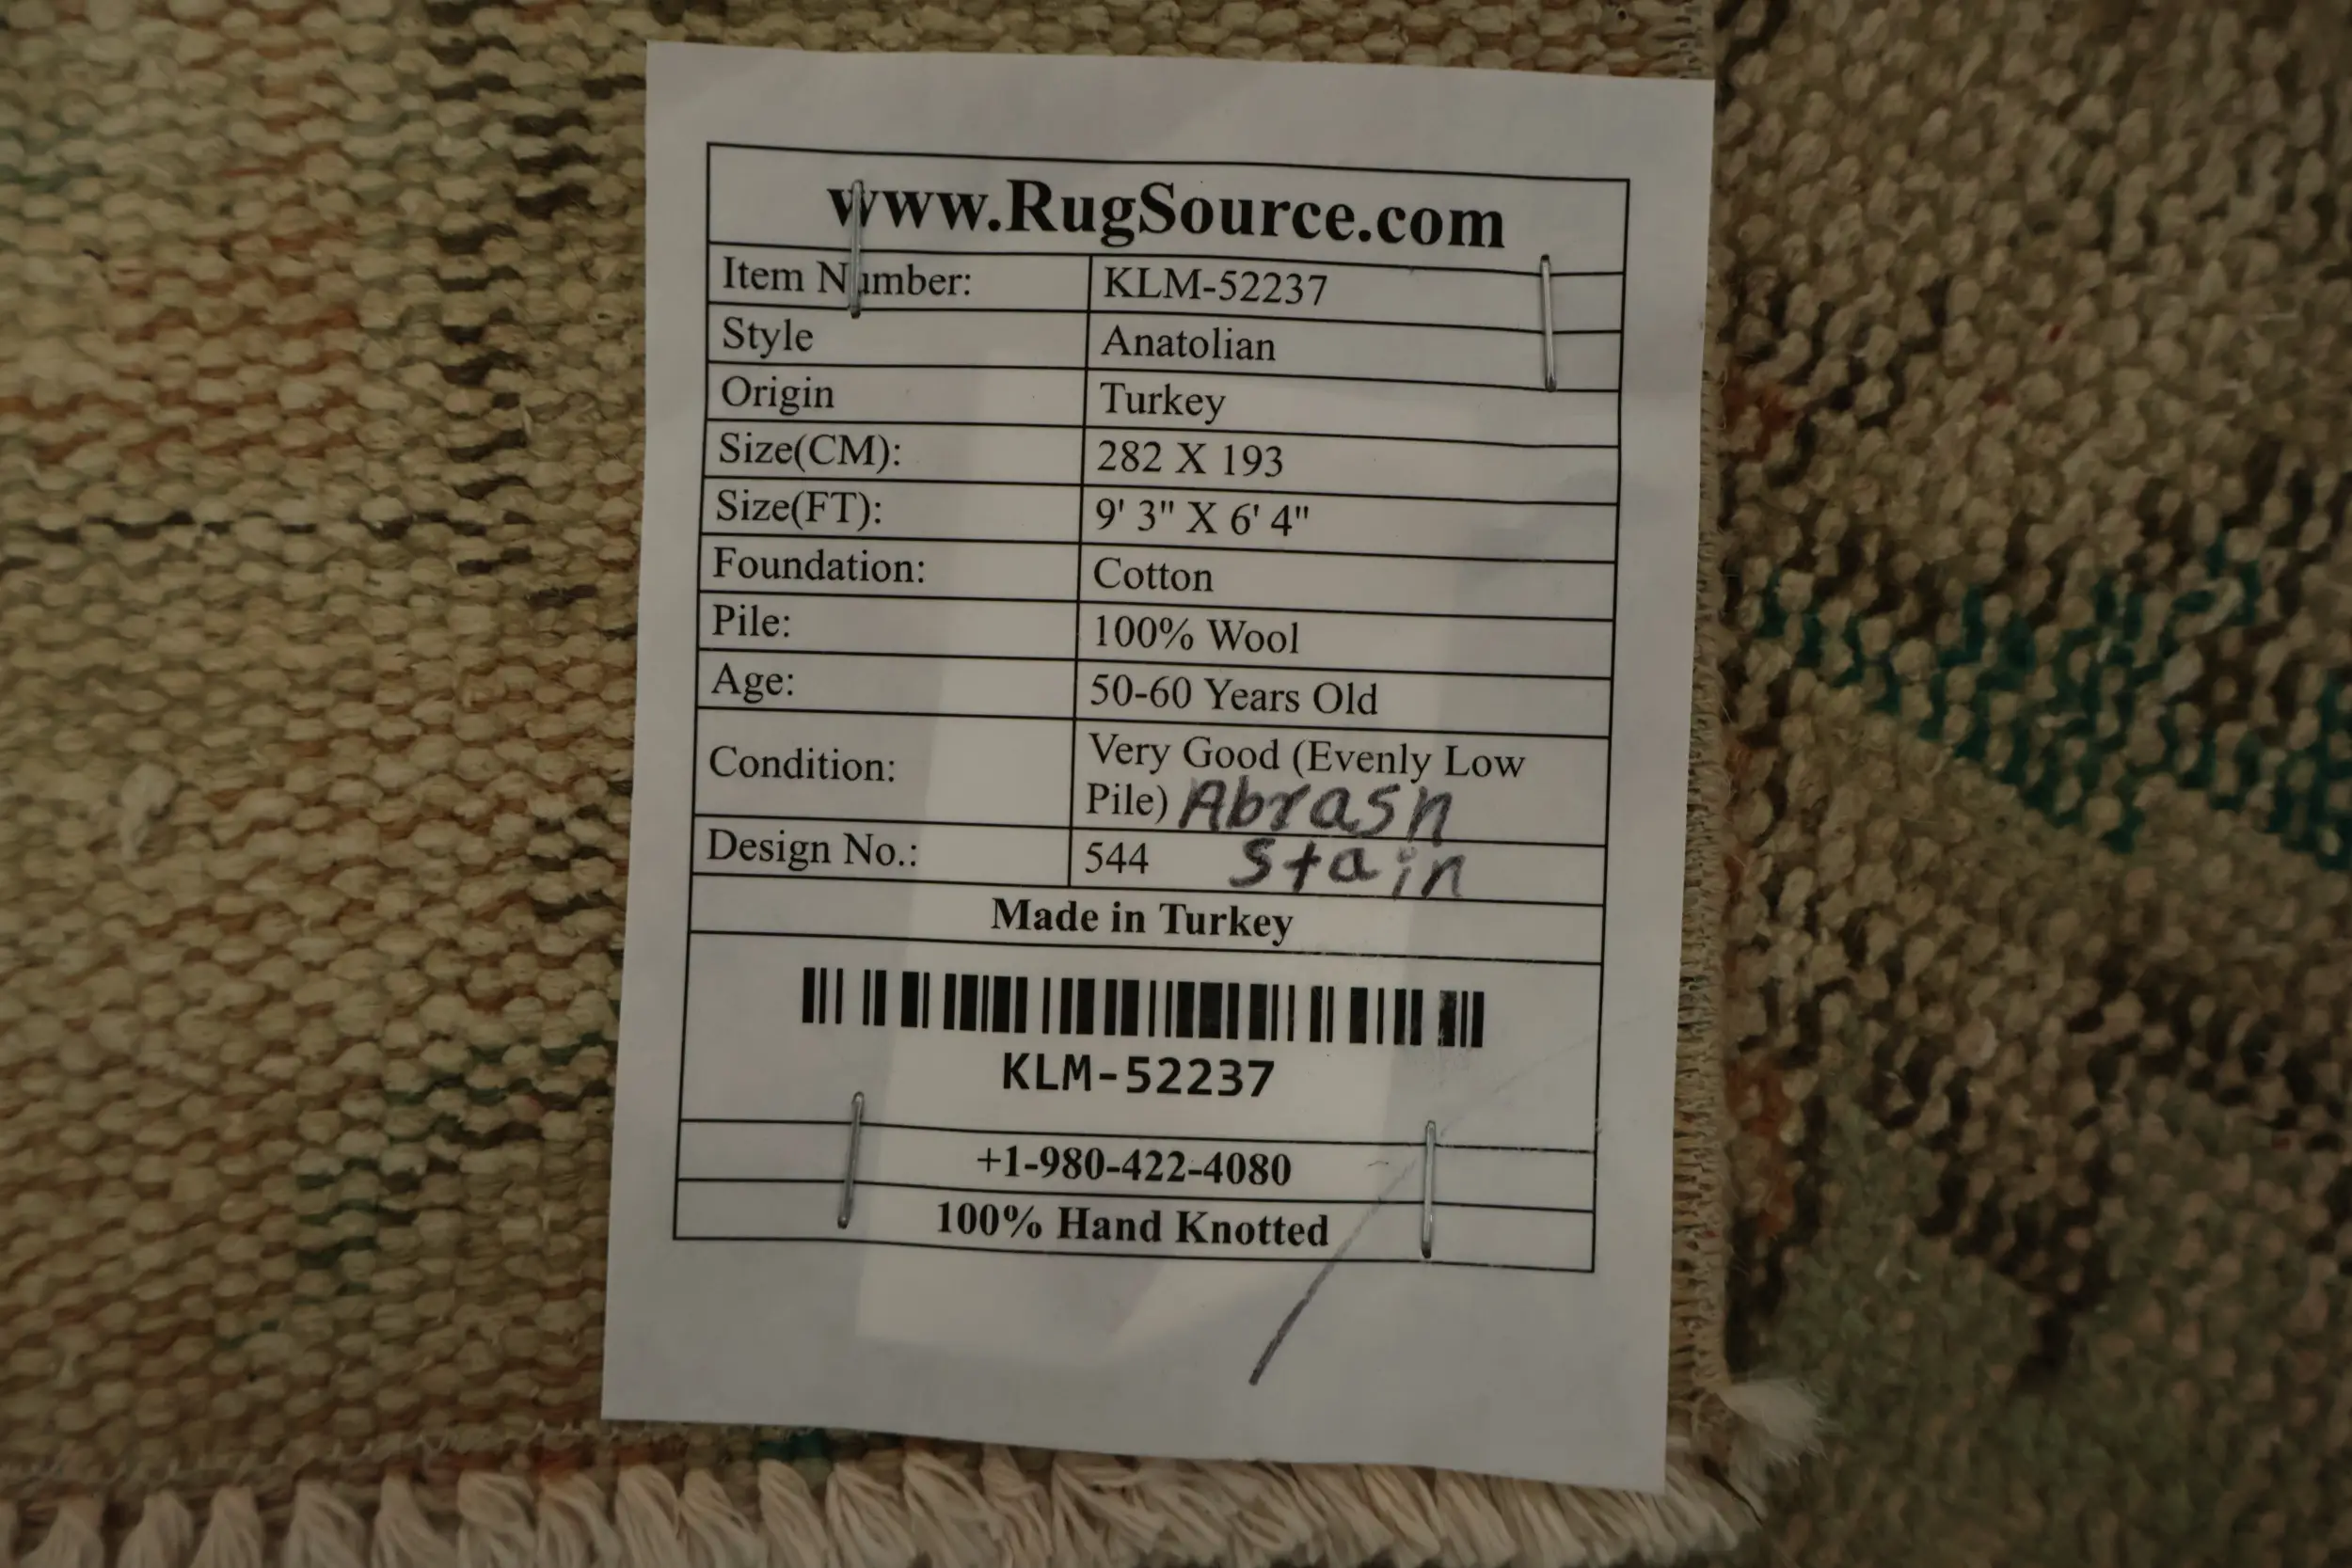 www.RugSource.com
Item Number: KLM-52237
Style Anatolian
Origin Turkey
Size(CM): 282 X 193
Size(FT): 9' 3" X 6' 4"
Foundation: Cotton
Pile: 100% Wool
Age: 50-60 Years Old
Condition: Very Good (Evenly Low
Pile) Abrash
Design No.: 544 Stain
Made in Turkey
KLM-52237
+1-980-422-4080
100% Hand Knotted